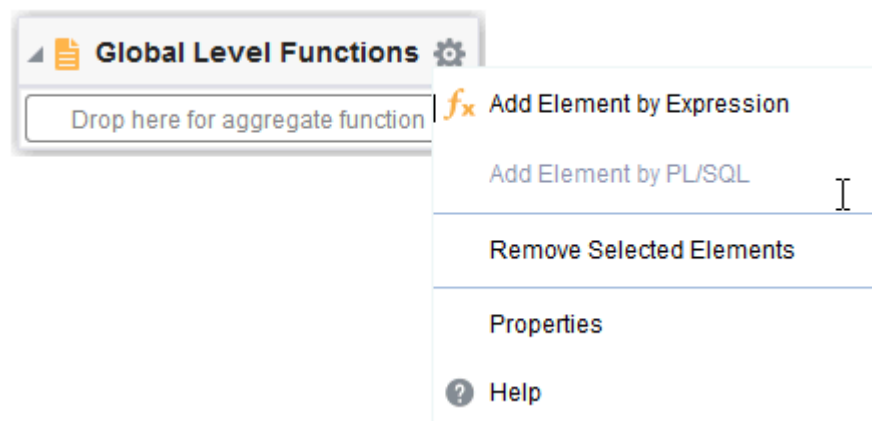 Global Level Functions
Drop here for aggregate function
fx Add Element by Expression
Add Element by PL/SQL
Remove Selected Elements
Properties
? Help